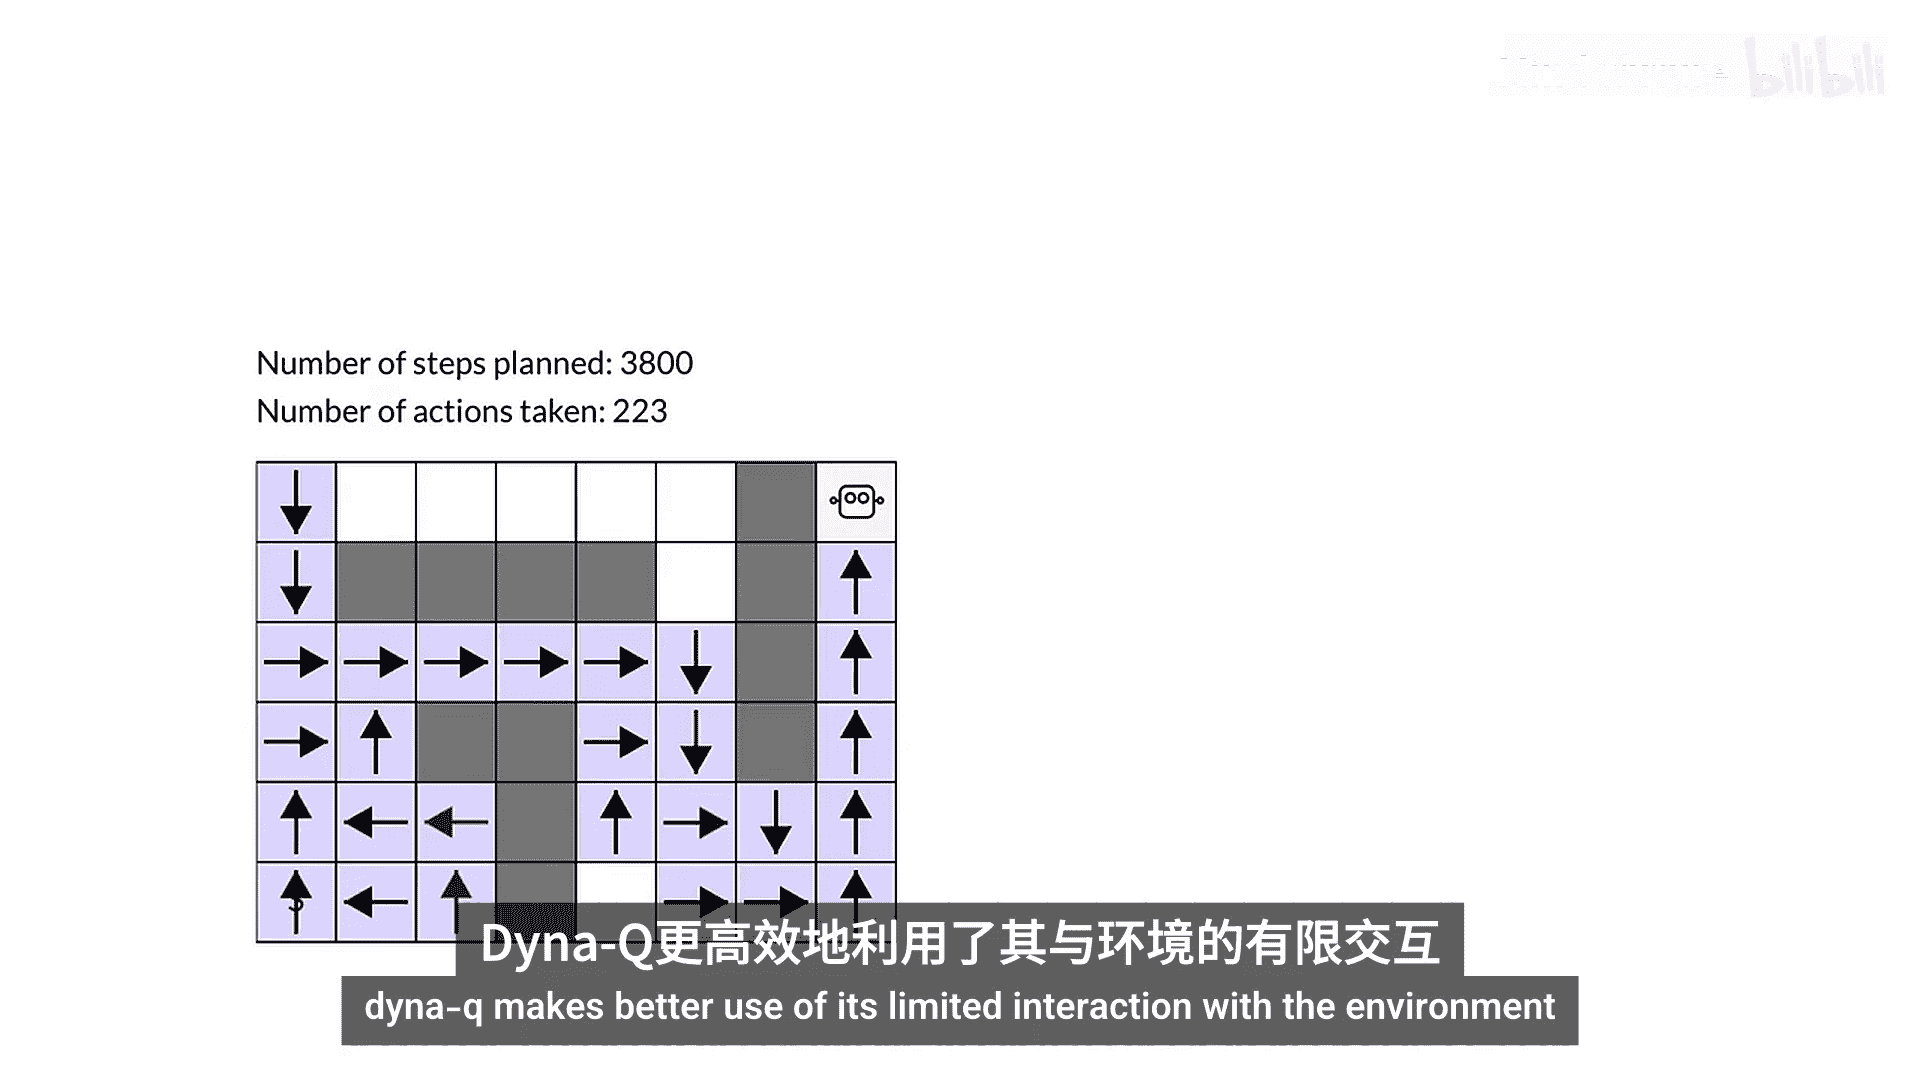 bilibili
Number of steps planned: 3800
Number of actions taken: 223
Dyna-Q更高效地利用了其与环境的有限交互
dyna-q makes better use of its limited interaction with the environment